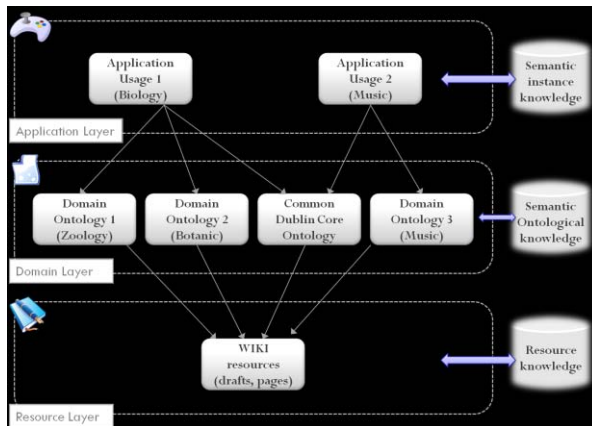 Application
Usage 1
(Biology)
Application
Usage 2
(Music)
Semantic
instance
knowledge
Application Layer
Domain
Ontology 1
(Zoology)
Domain
Ontology 2
(Botanic)
Common
Dublin Core
Ontology
Domain
Ontology 3
(Music)
Semantic
Ontological
knowledge
Domain Layer
WIKI
resources
(drafts, pages)
Resource
knowledge
Resource Layer